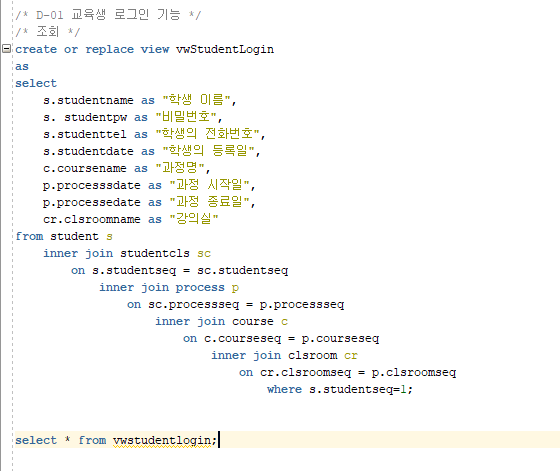 /* D-01 교육생 로그인 기능 */
/* 조회 */
create or replace view vwStudentLogin
as
select
s.studentname as "학생 이름",
s. studentpw as "비밀번호",
s.studenttel as "학생의 전화번호",
s.studentdate as "학생의 등록일",
c.coursename as "과정명",
p.processsdate as "과정 시작일",
p.processedate as "과정 종료일",
cr.clsroomname as "강의실"
from student s
inner join studentcls sc
on s.studentseq = sc.studentseq
inner join process p
on sc.processseq = p.processseq
inner join course c
on c.courseseq = p.courseseq
inner join clsroom cr
on cr.clsroomseq = p.clsroomseq
where s.studentseq=1;
select * from vwstudentlogin;